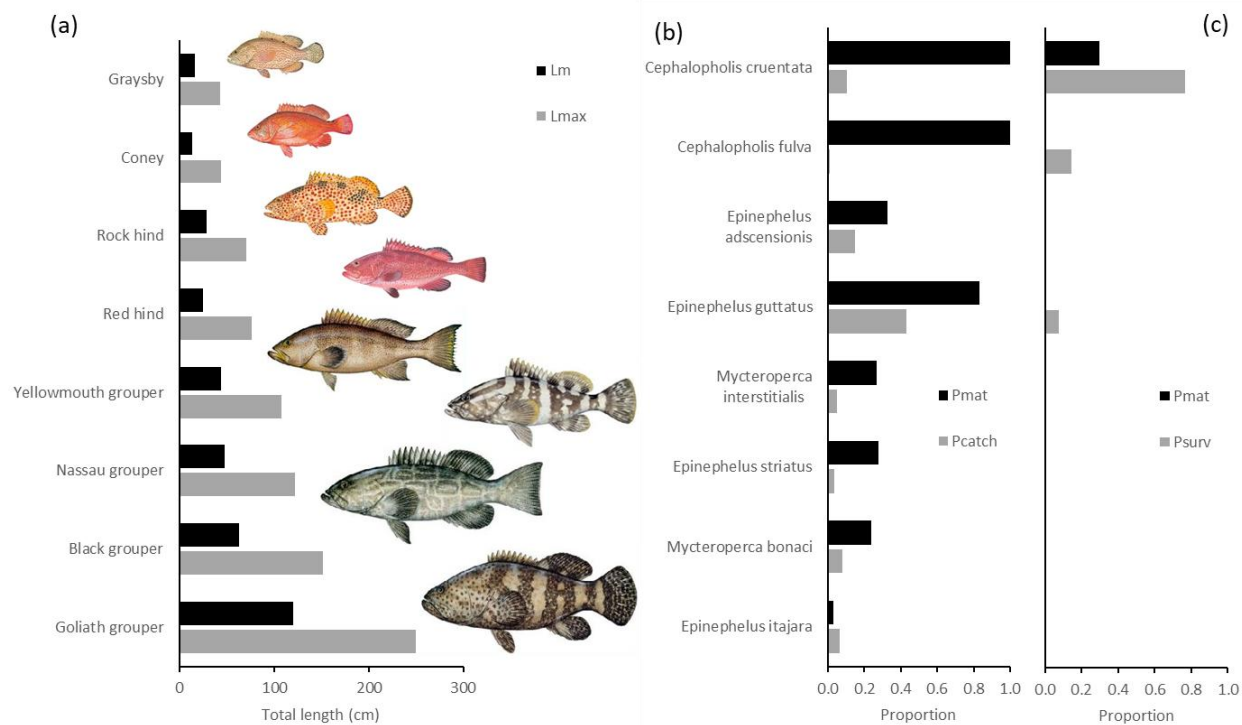 (a)
Graysby
Coney
Rock hind
Red hind
Yellowmouth grouper
Nassau grouper
Black grouper
Goliath grouper
Lm
Lmax
0 100 200 300
Total length (cm)
(b)
Cephalopholis cruentata
Cephalopholis fulva
Epinephelus
adscensionis
Epinephelus guttatus
Mycteroperca
interstitialis
Epinephelus striatus
Mycteroperca bonaci
Epinephelus itajara
Pmat
Pcatch
0.0 0.2 0.4 0.6 0.8 1.0
Proportion
(c)
Pmat
Psurv
0.0 0.2 0.4 0.6 0.8 1.0
Proportion